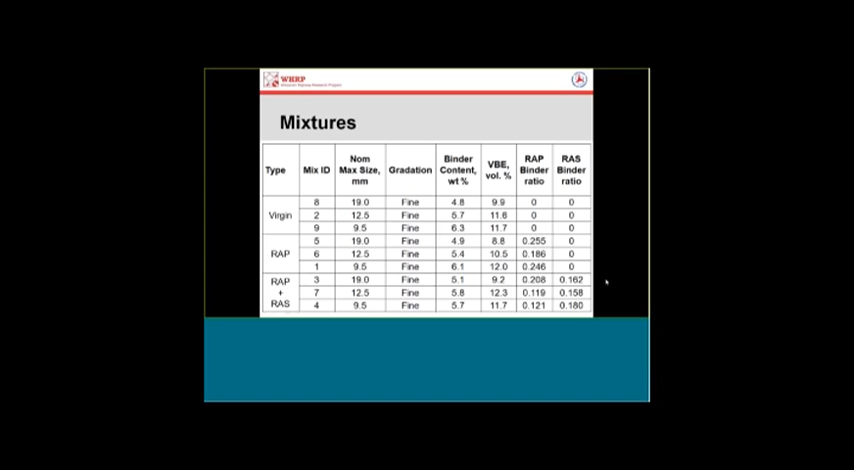 WHRP
Wisconsin Highway Research Program
Mixtures
Type Mix ID Nom Max Size, mm Gradation Binder Content, wt % VBE, vol. % RAP Binder ratio RAS Binder ratio
Virgin 8 19.0 Fine 4.8 9.9 0 0
2 12.5 Fine 5.7 11.6 0 0
9 9.5 Fine 6.3 11.7 0 0
RAP 5 19.0 Fine 4.9 8.8 0.255 0
6 12.5 Fine 5.4 10.5 0.186 0
1 9.5 Fine 6.1 12.0 0.246 0
RAP + RAS 3 19.0 Fine 5.1 9.2 0.208 0.162
7 12.5 Fine 5.8 12.3 0.119 0.158
4 9.5 Fine 5.7 11.7 0.121 0.180